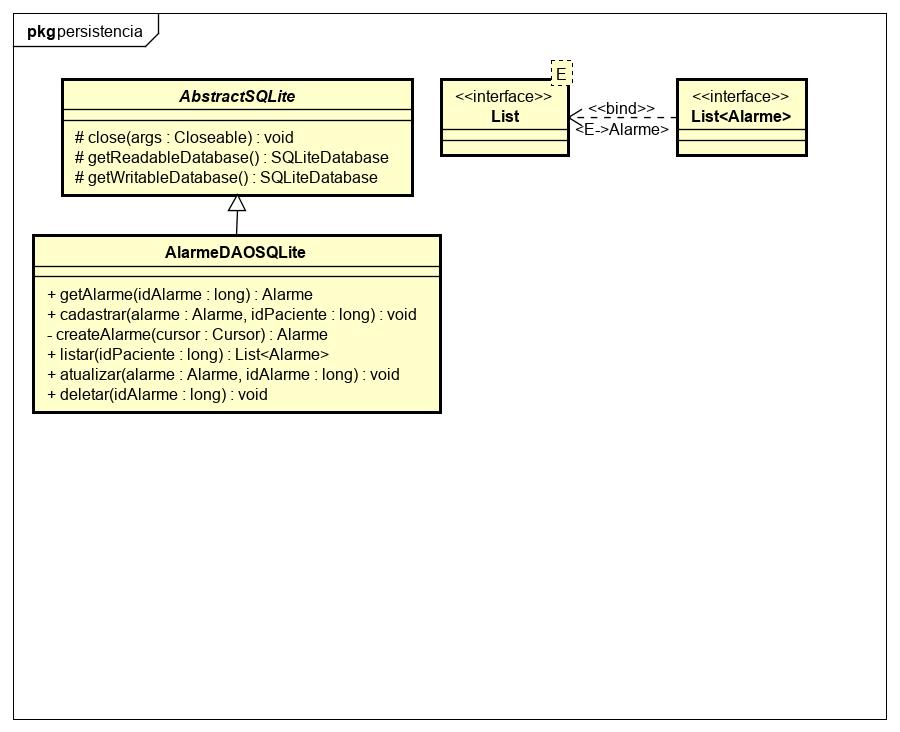 pkg persistencia
AbstractSQLite
# close(args : Closeable) : void
# getReadableDatabase() : SQLiteDatabase
# getWritableDatabase() : SQLiteDatabase
E
<<interface>>
List
<<bind>>
<E->Alarme>
<<interface>>
List<Alarme>
AlarmeDAOSQLite
+ getAlarme(idAlarme : long) : Alarme
+ cadastrar(alarme : Alarme, idPaciente : long) : void
- createAlarme(cursor : Cursor) : Alarme
+ listar(idPaciente : long) : List<Alarme>
+ atualizar(alarme : Alarme, idAlarme : long) : void
+ deletar(idAlarme : long) : void